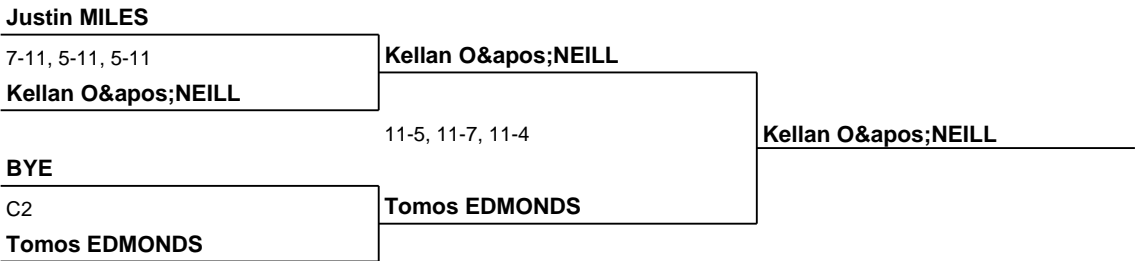 Justin MILES
7-11, 5-11, 5-11
Kellan O&apos;NEILL
Kellan O&apos;NEILL
11-5, 11-7, 11-4
Kellan O&apos;NEILL
BYE
C2
Tomos EDMONDS
Tomos EDMONDS